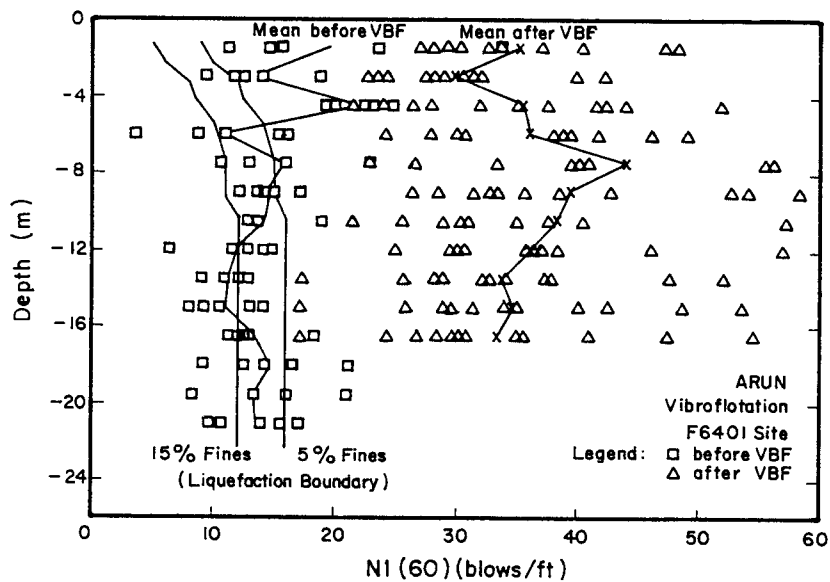 Mean before VBF
Mean after VBF
0
-4
-8
-12
-16
-20
-24
Depth (m)
ARUN
Vibroflotation
F6401 Site
Legend: before VBF
after VBF
15% Fines
5% Fines
(Liquefaction Boundary)
0 10 20 30 40 50 60
N1(60)(blows/ft)